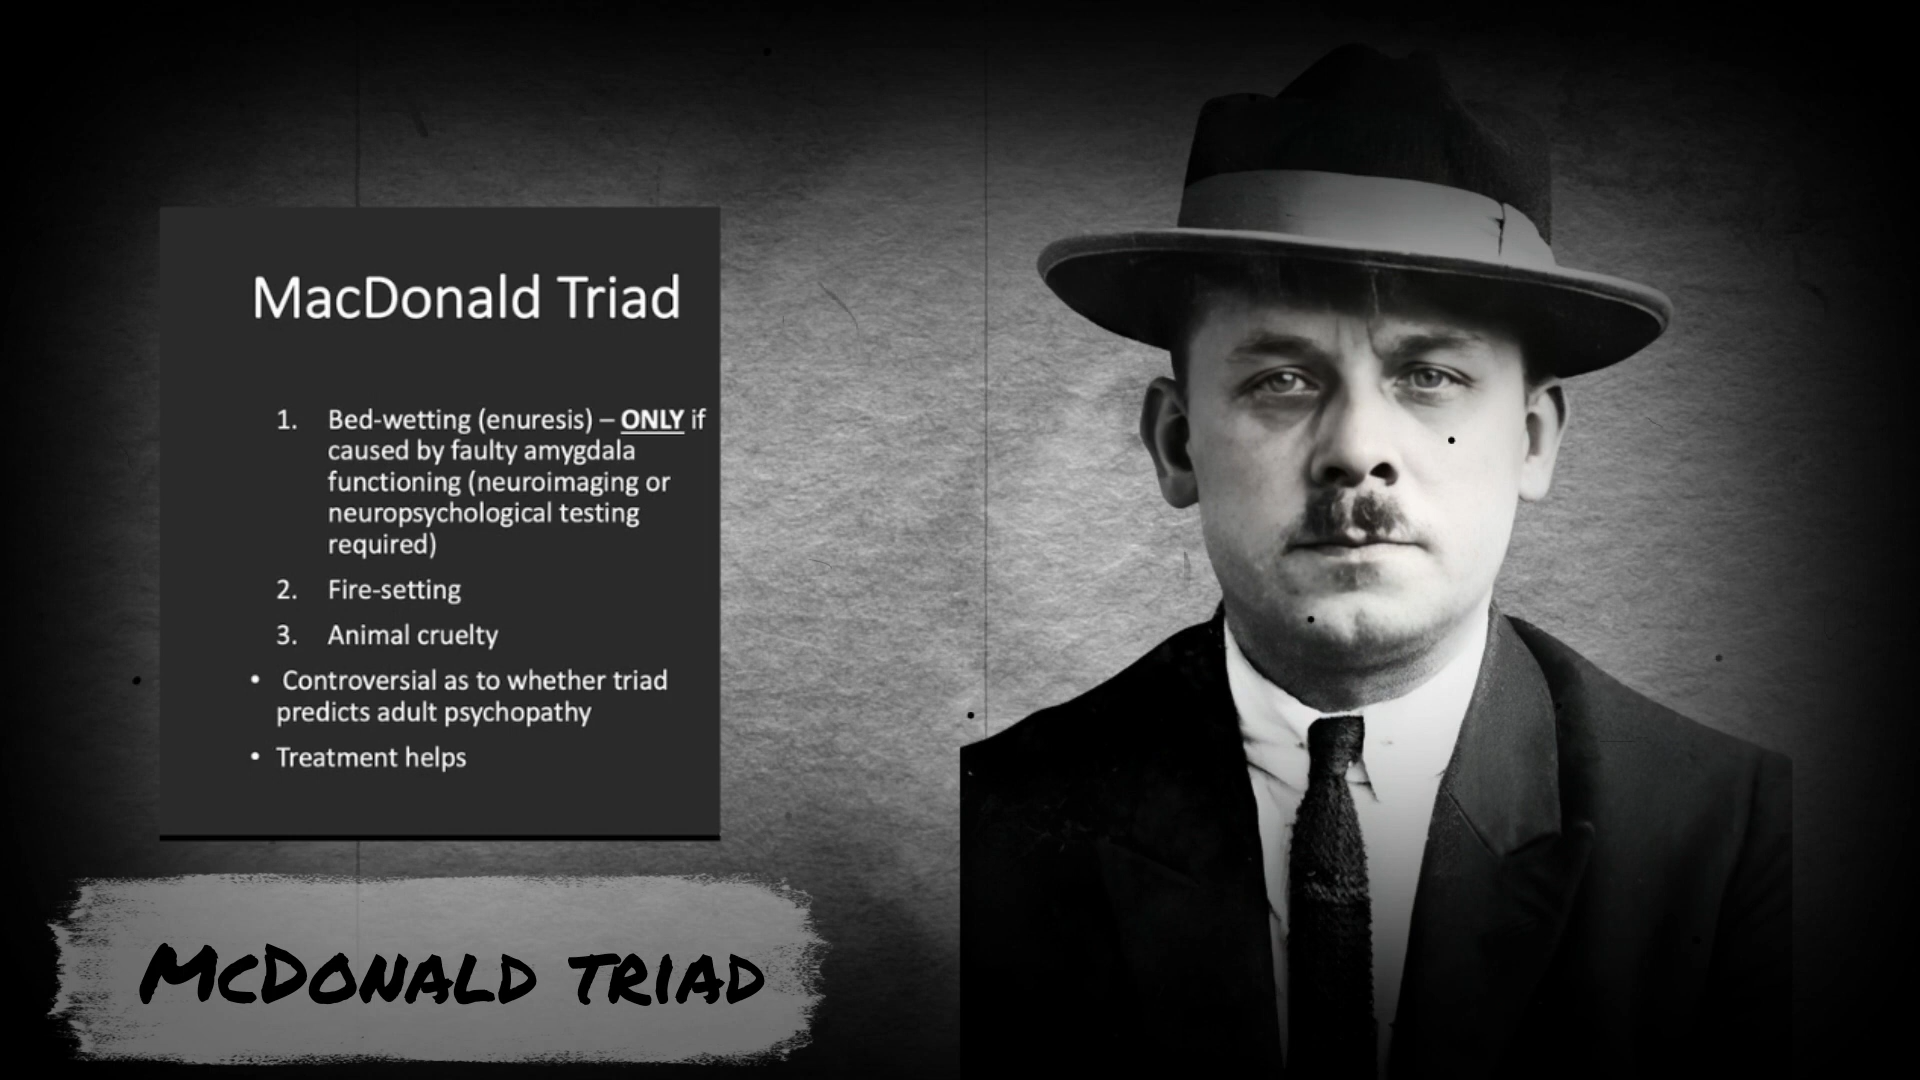 MacDonald Triad
1. Bed-wetting (enuresis) – ONLY if
caused by faulty amygdala
functioning (neuroimaging or
neuropsychological testing
required)
2. Fire-setting
3. Animal cruelty
• Controversial as to whether triad
predicts adult psychopathy
• Treatment helps
McDonald triad